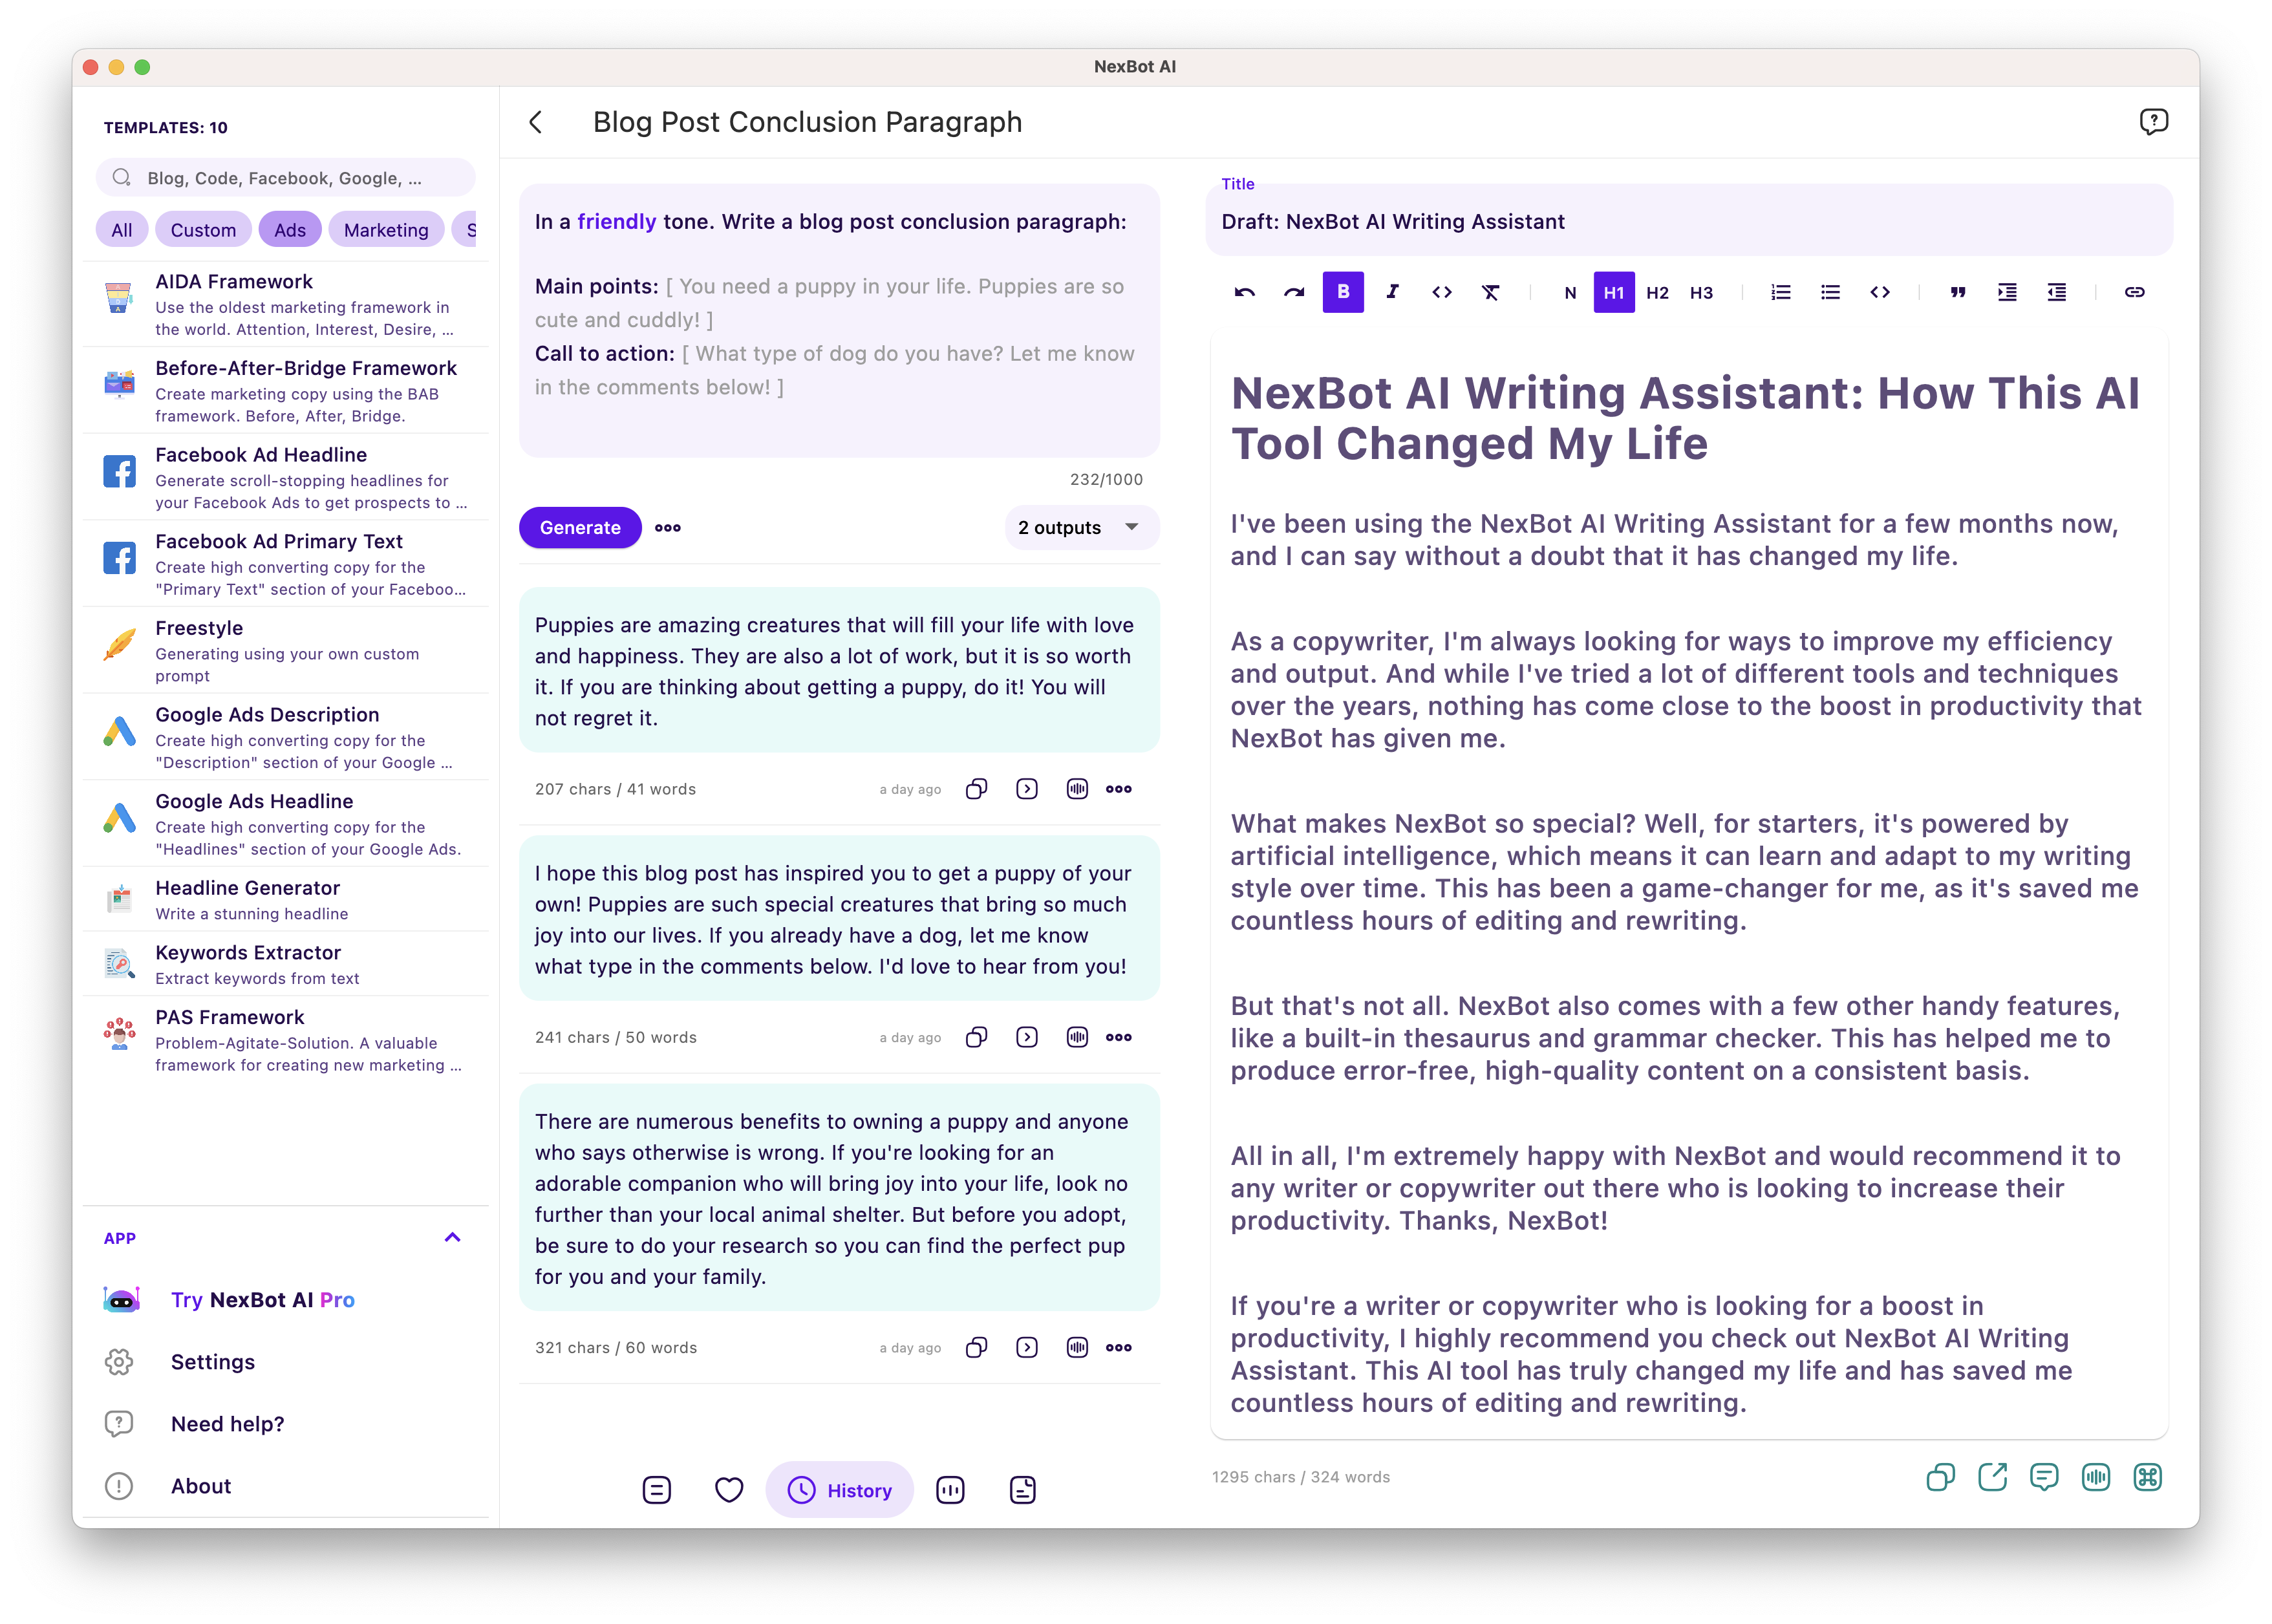 NexBot AI
TEMPLATES: 10
Blog, Code, Facebook, Google, ...
All
Custom
Ads
Marketing
S
AIDA Framework
Use the oldest marketing framework in
the world. Attention, Interest, Desire, ...
Before-After-Bridge Framework
Create marketing copy using the BAB
framework. Before, After, Bridge.
Facebook Ad Headline
Generate scroll-stopping headlines for
your Facebook Ads to get prospects to ...
Facebook Ad Primary Text
Create high converting copy for the
"Primary Text" section of your Faceboo...
Freestyle
Generating using your own custom
prompt
Google Ads Description
Create high converting copy for the
"Description" section of your Google ...
Google Ads Headline
Create high converting copy for the
"Headlines" section of your Google Ads.
Headline Generator
Write a stunning headline
Keywords Extractor
Extract keywords from text
PAS Framework
Problem-Agitate-Solution. A valuable
framework for creating new marketing ...
APP
Try NexBot AI Pro
Settings
Need help?
About
Blog Post Conclusion Paragraph
In a friendly tone. Write a blog post conclusion paragraph:
Main points: [ You need a puppy in your life. Puppies are so
cute and cuddly! ]
Call to action: [ What type of dog do you have? Let me know
in the comments below! ]
232/1000
Generate
2 outputs
Puppies are amazing creatures that will fill your life with love
and happiness. They are also a lot of work, but it is so worth
it. If you are thinking about getting a puppy, do it! You will
not regret it.
207 chars / 41 words
a day ago
I hope this blog post has inspired you to get a puppy of your
own! Puppies are such special creatures that bring so much
joy into our lives. If you already have a dog, let me know
what type in the comments below. I'd love to hear from you!
241 chars / 50 words
a day ago
There are numerous benefits to owning a puppy and anyone
who says otherwise is wrong. If you're looking for an
adorable companion who will bring joy into your life, look no
further than your local animal shelter. But before you adopt,
be sure to do your research so you can find the perfect pup
for you and your family.
321 chars / 60 words
a day ago
History
Title
Draft: NexBot AI Writing Assistant
B
N
H1
H2
H3
NexBot AI Writing Assistant: How This AI
Tool Changed My Life
I've been using the NexBot AI Writing Assistant for a few months now,
and I can say without a doubt that it has changed my life.
As a copywriter, I'm always looking for ways to improve my efficiency
and output. And while I've tried a lot of different tools and techniques
over the years, nothing has come close to the boost in productivity that
NexBot has given me.
What makes NexBot so special? Well, for starters, it's powered by
artificial intelligence, which means it can learn and adapt to my writing
style over time. This has been a game-changer for me, as it's saved me
countless hours of editing and rewriting.
But that's not all. NexBot also comes with a few other handy features,
like a built-in thesaurus and grammar checker. This has helped me to
produce error-free, high-quality content on a consistent basis.
All in all, I'm extremely happy with NexBot and would recommend it to
any writer or copywriter out there who is looking to increase their
productivity. Thanks, NexBot!
If you're a writer or copywriter who is looking for a boost in
productivity, I highly recommend you check out NexBot AI Writing
Assistant. This AI tool has truly changed my life and has saved me
countless hours of editing and rewriting.
1295 chars / 324 words